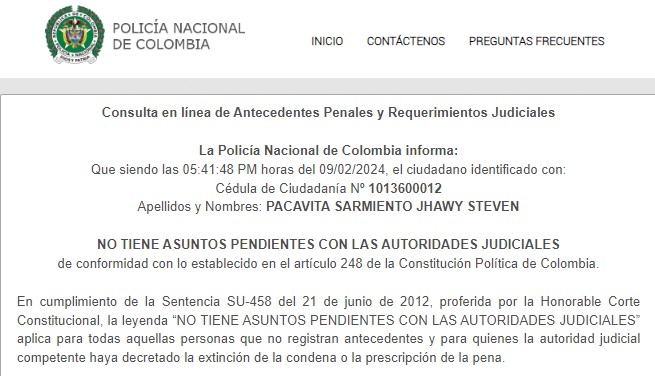 POLICÍA NACIONAL
DE COLOMBIA
INICIO CONTÁCTENOS PREGUNTAS FRECUENTES
Consulta en línea de Antecedentes Penales y Requerimientos Judiciales
La Policía Nacional de Colombia informa:
Que siendo las 05:41:48 PM horas del 09/02/2024, el ciudadano identificado con:
Cédula de Ciudadanía Nº 1013600012
Apellidos y Nombres: PACAVITA SARMIENTO JHAWY STEVEN
NO TIENE ASUNTOS PENDIENTES CON LAS AUTORIDADES JUDICIALES
de conformidad con lo establecido en el artículo 248 de la Constitución Política de Colombia.
En cumplimiento de la Sentencia SU-458 del 21 de junio de 2012, proferida por la Honorable Corte
Constitucional, la leyenda “NO TIENE ASUNTOS PENDIENTES CON LAS AUTORIDADES JUDICIALES”
aplica para todas aquellas personas que no registran antecedentes y para quienes la autoridad judicial
competente haya decretado la extinción de la condena o la prescripción de la pena.